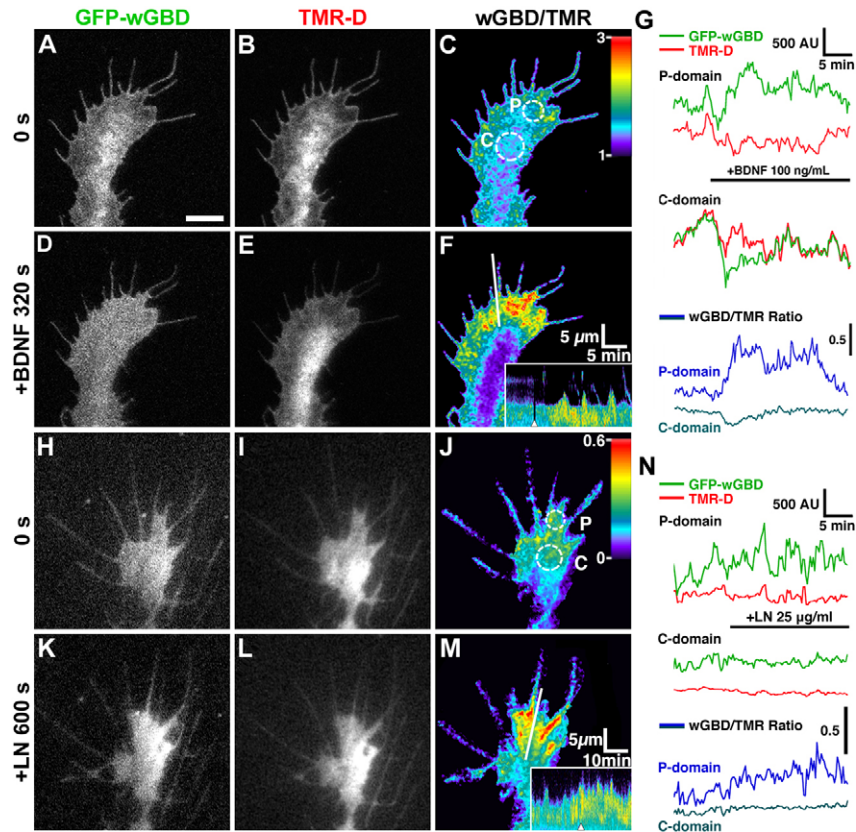 GFP-wGBD TMR-D wGBD/TMR
0 s
A B C
3
P
C
1
+BDNF 320 s
D E F
5 µm
5 min
0 s
H I J
0.6
P
C
0
+LN 600 s
K L M
5µm
10min
G
GFP-wGBD
TMR-D
500 AU
5 min
P-domain
+BDNF 100 ng/mL
C-domain
wGBD/TMR Ratio
0.5
P-domain
C-domain
N
GFP-wGBD
TMR-D
500 AU
5 min
P-domain
+LN 25 µg/ml
C-domain
wGBD/TMR Ratio
0.5
P-domain
C-domain